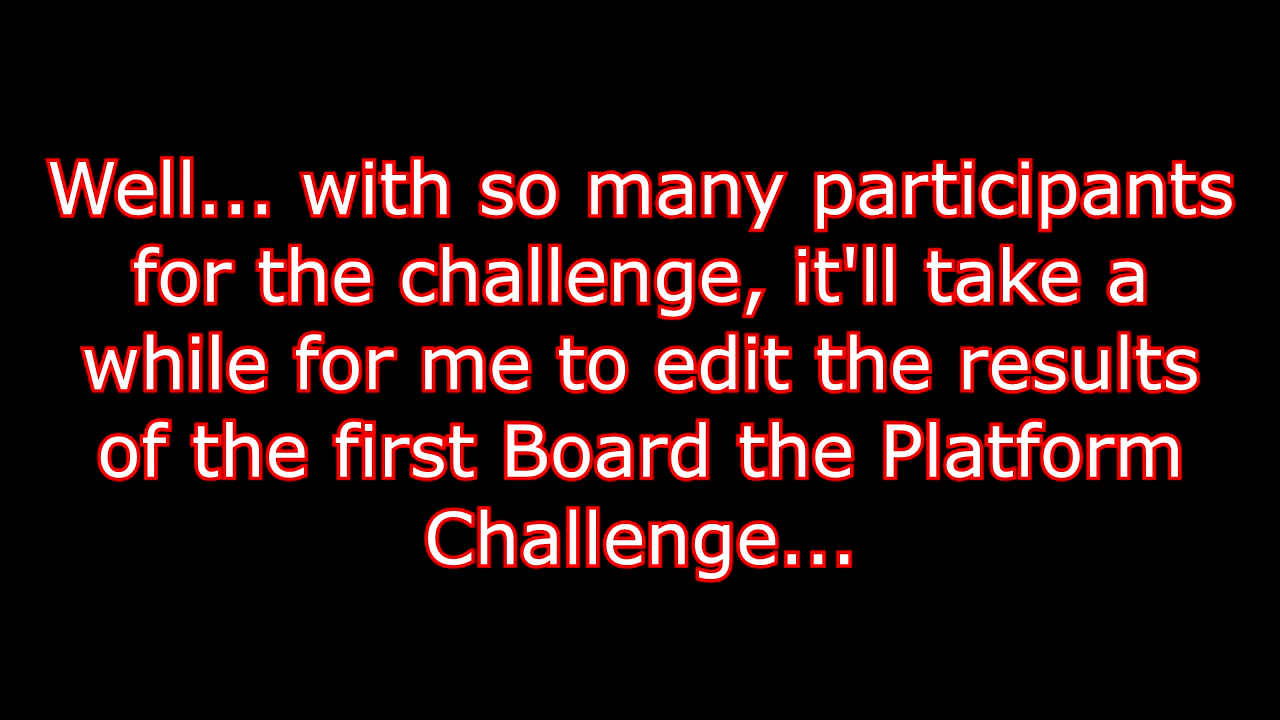 Well... with so many participants
for the challenge, it'll take a
while for me to edit the results
of the first Board the Platform
Challenge...